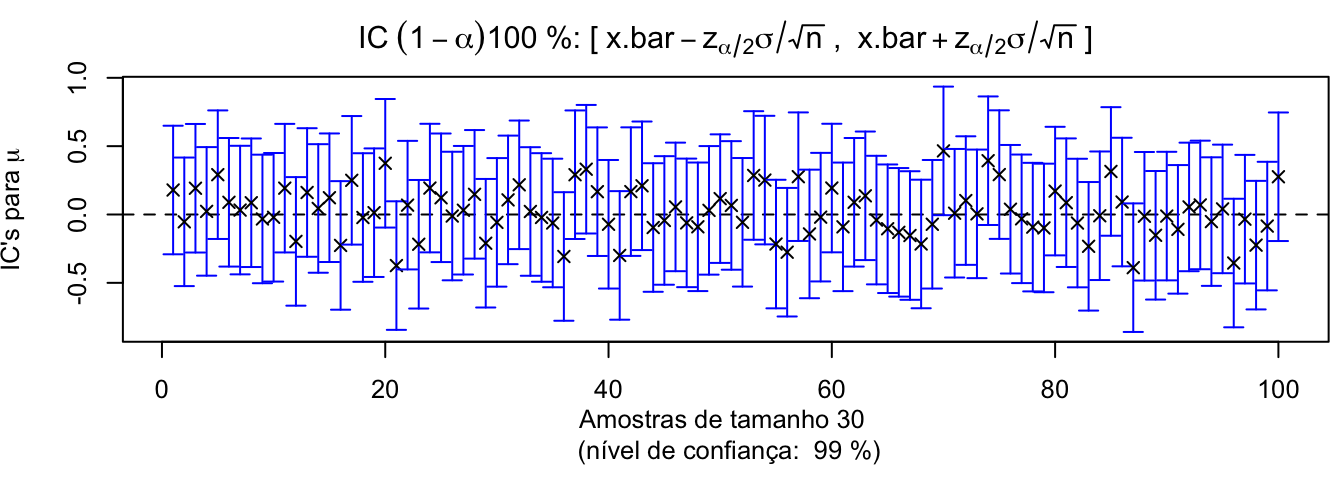 IC (1 − α)100 %: [ x.bar − zα/2σ/√n , x.bar + zα/2σ/√n ]
IC's para μ
1.0
0.5
0.0
-0.5
0 20 40 60 80 100
Amostras de tamanho 30
(nível de confiança: 99 %)